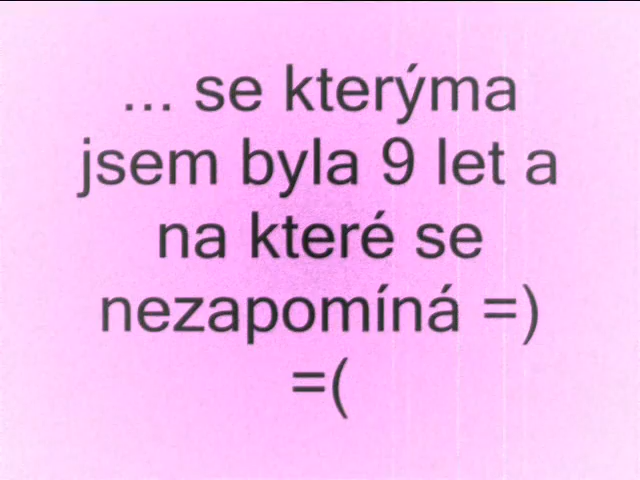 ... se kterýma
jsem byla 9 let a
na které se
nezapomíná =)
=(